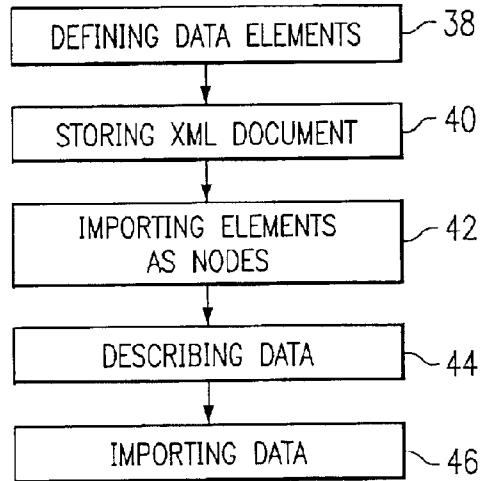 DEFINING DATA ELEMENTS
38
STORING XML DOCUMENT
40
IMPORTING ELEMENTS
AS NODES
42
DESCRIBING DATA
44
IMPORTING DATA
46